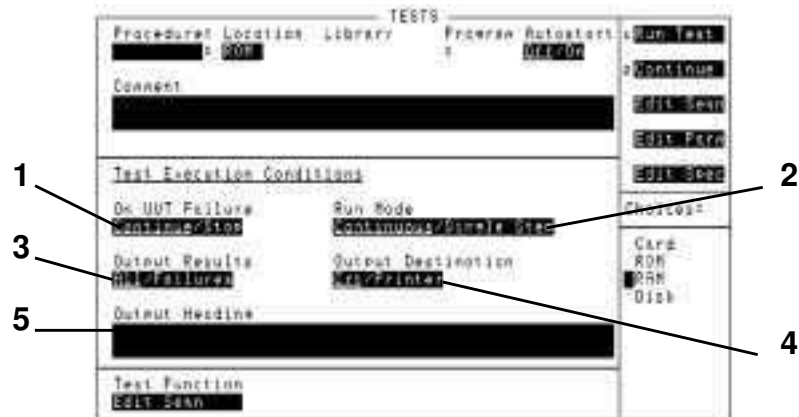 TESTS
Procedure: Location Library Program Autostart
: ROM : Off/On
Comment
Test Execution Conditions
On UUT Failure Run Mode
Continue/Stop Continuous/Single Step
Output Results Output Destination
All/Failures Crt/Printer
Output Heading
Test Function
Edit Seqn
1 Run Test
2 Continue
Edit Seqn
Edit Parm
Edit Spec
Choices:
Card
ROM
RAM
Disk
1
2
3
4
5